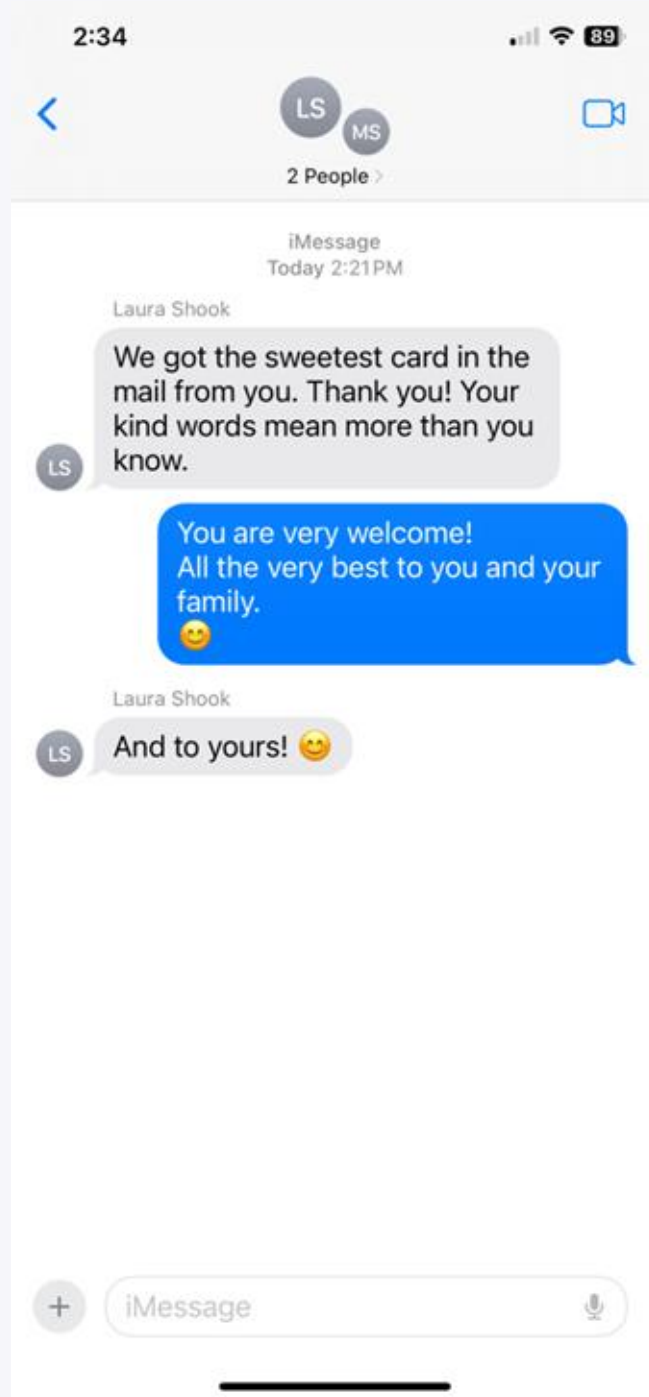 2:34
89
LS
MS
2 People
iMessage
Today 2:21 PM
Laura Shook
We got the sweetest card in the
mail from you. Thank you! Your
kind words mean more than you
know.
LS
You are very welcome!
All the very best to you and your
family.
😊
Laura Shook
LS
And to yours! 😊
iMessage